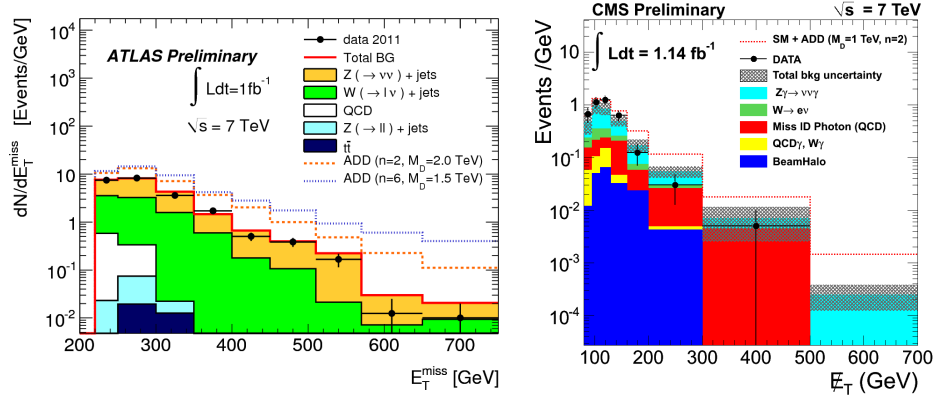 ATLAS Preliminary
∫ Ldt=1fb⁻¹
√s = 7 TeV
data 2011
Total BG
Z (→ νν) + jets
W (→ l ν) + jets
QCD
Z (→ ll) + jets
tt̄
ADD (n=2, M_D=2.0 TeV)
ADD (n=6, M_D=1.5 TeV)
dN/dE_T^miss [Events/GeV]
10⁴
10³
10²
10
1
10⁻¹
10⁻²
200 300 400 500 600 700
E_T^miss [GeV]
CMS Preliminary √s = 7 TeV
∫ Ldt = 1.14 fb⁻¹
SM + ADD (M_D=1 TeV, n=2)
DATA
Total bkg uncertainty
Zγ→ ννγ
W→ eν
Miss ID Photon (QCD)
QCDγ, Wγ
BeamHalo
Events /GeV
10
1
10⁻¹
10⁻²
10⁻³
10⁻⁴
100 200 300 400 500 600 700
E̸_T (GeV)